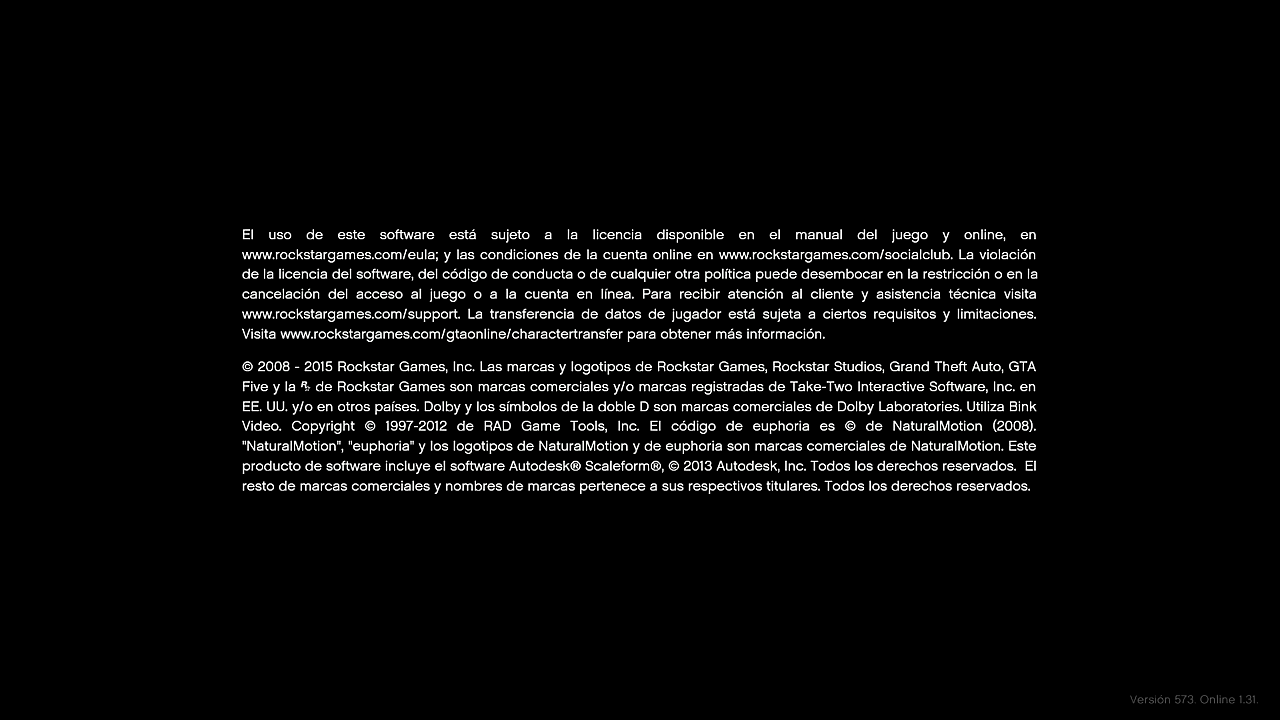 El uso de este software está sujeto a la licencia disponible en el manual del juego y online, en
www.rockstargames.com/eula; y las condiciones de la cuenta online en www.rockstargames.com/socialclub. La violación
de la licencia del software, del código de conducta o de cualquier otra política puede desembocar en la restricción o en la
cancelación del acceso al juego o a la cuenta en línea. Para recibir atención al cliente y asistencia técnica visita
www.rockstargames.com/support. La transferencia de datos de jugador está sujeta a ciertos requisitos y limitaciones.
Visita www.rockstargames.com/gtaonline/charactertransfer para obtener más información.
© 2008 - 2015 Rockstar Games, Inc. Las marcas y logotipos de Rockstar Games, Rockstar Studios, Grand Theft Auto, GTA
Five y la R* de Rockstar Games son marcas comerciales y/o marcas registradas de Take-Two Interactive Software, Inc. en
EE. UU. y/o en otros países. Dolby y los símbolos de la doble D son marcas comerciales de Dolby Laboratories. Utiliza Bink
Video. Copyright © 1997-2012 de RAD Game Tools, Inc. El código de euphoria es © de NaturalMotion (2008).
"NaturalMotion", "euphoria" y los logotipos de NaturalMotion y de euphoria son marcas comerciales de NaturalMotion. Este
producto de software incluye el software Autodesk® Scaleform®, © 2013 Autodesk, Inc. Todos los derechos reservados. El
resto de marcas comerciales y nombres de marcas pertenece a sus respectivos titulares. Todos los derechos reservados.
Versión 573. Online 1.31.